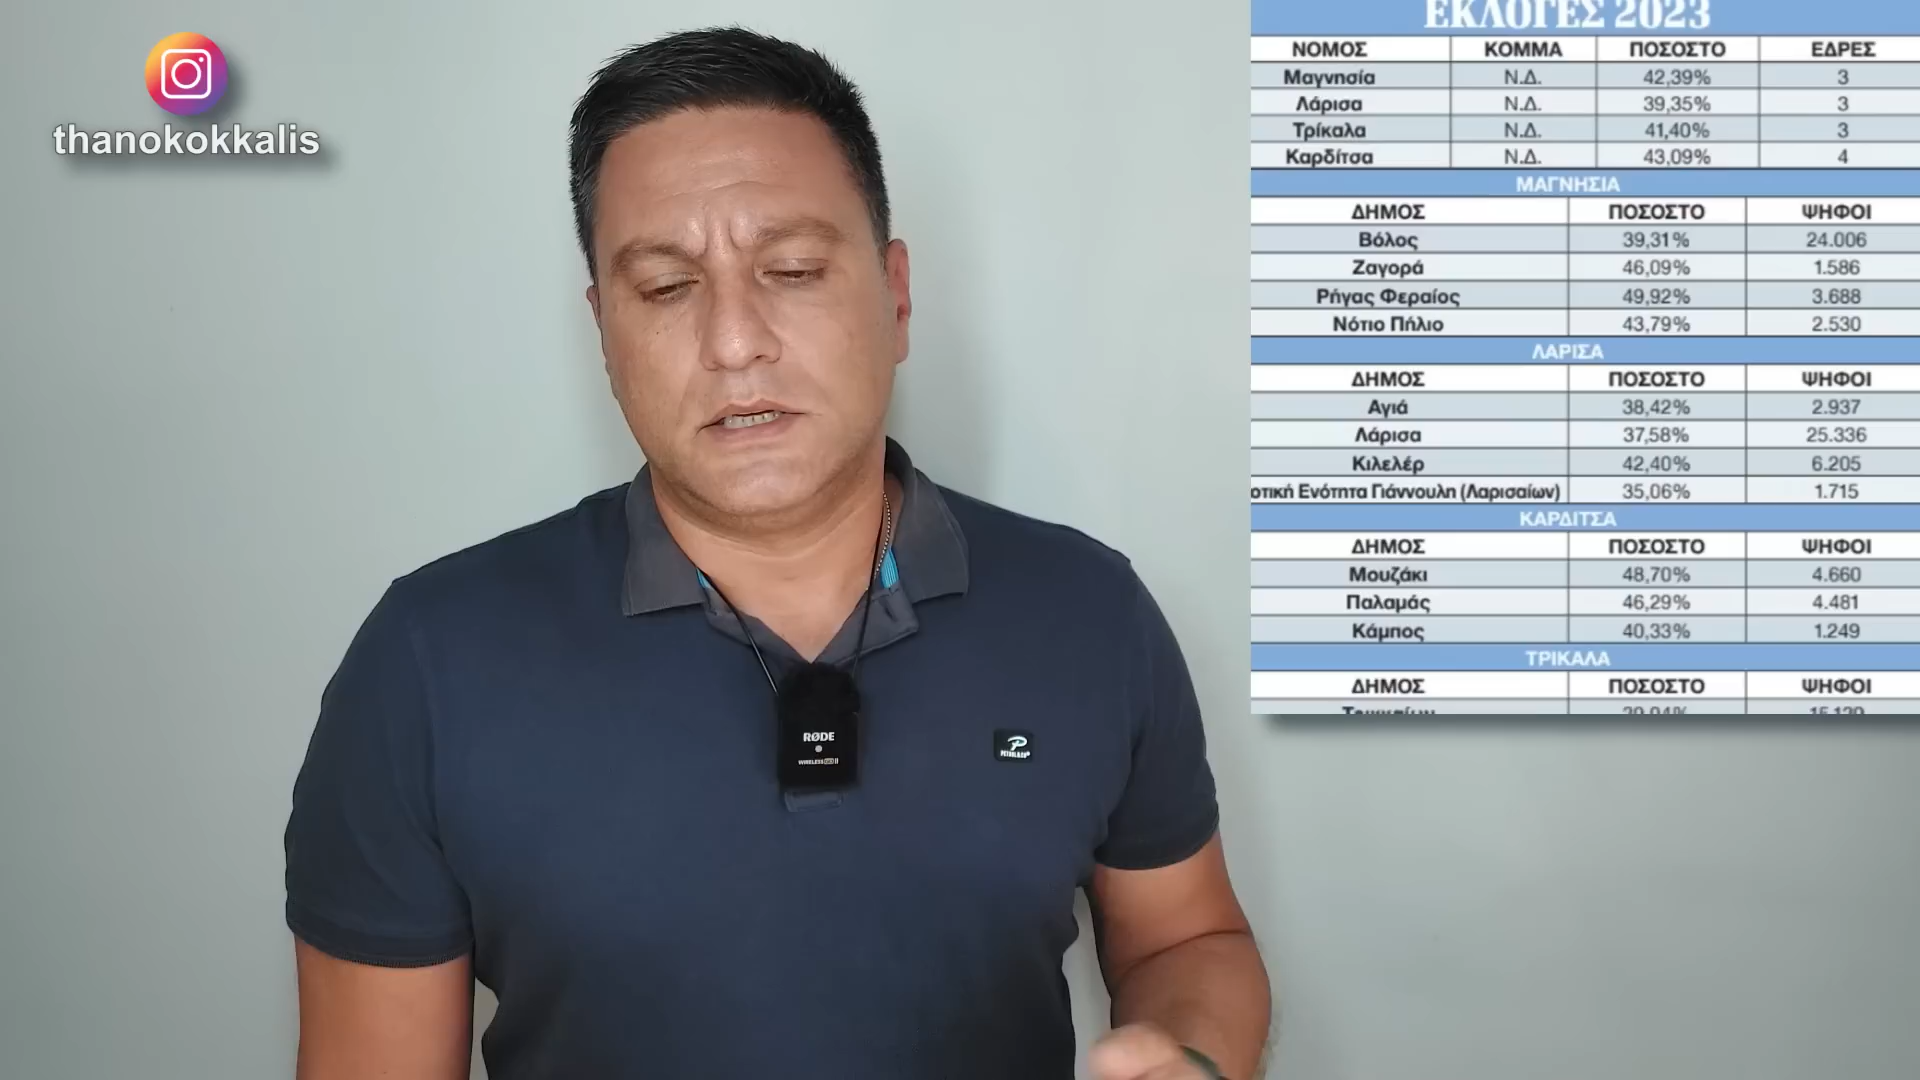 thanokokkalis
ΕΚΛΟΓΕΣ 2023
ΝΟΜΟΣ ΚΟΜΜΑ ΠΟΣΟΣΤΟ ΕΔΡΕΣ
Μαγνησία Ν.Δ. 42,39% 3
Λάρισα Ν.Δ. 39,35% 3
Τρίκαλα Ν.Δ. 41,40% 3
Καρδίτσα Ν.Δ. 43,09% 4
ΜΑΓΝΗΣΙΑ
ΔΗΜΟΣ ΠΟΣΟΣΤΟ ΨΗΦΟΙ
Βόλος 39,31% 24.006
Ζαγορά 46,09% 1.586
Ρήγας Φεραίος 49,92% 3.688
Νότιο Πήλιο 43,79% 2.530
ΛΑΡΙΣΑ
ΔΗΜΟΣ ΠΟΣΟΣΤΟ ΨΗΦΟΙ
Αγιά 38,42% 2.937
Λάρισα 37,58% 25.336
Κιλελέρ 42,40% 6.205
οτική Ενότητα Γιάννουλη (Λαρισαίων) 35,06% 1.715
ΚΑΡΔΙΤΣΑ
ΔΗΜΟΣ ΠΟΣΟΣΤΟ ΨΗΦΟΙ
Μουζάκι 48,70% 4.660
Παλαμάς 46,29% 4.481
Κάμπος 40,33% 1.249
ΤΡΙΚΑΛΑ
ΔΗΜΟΣ ΠΟΣΟΣΤΟ ΨΗΦΟΙ
RØDE
WIRELESS GO II